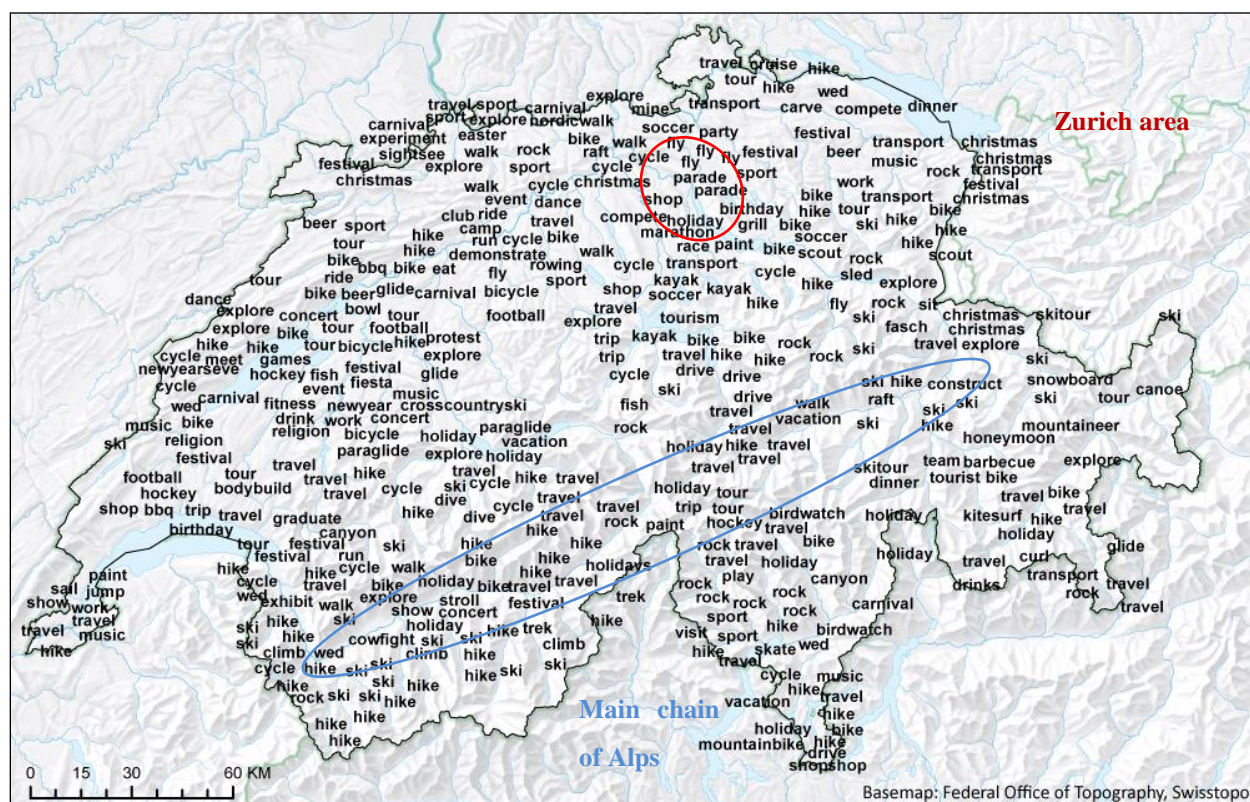 travel cruise hike
tour hike wed
explore
travel sport carnival mine transport carve compete dinner
sport explore nordicwalk
carnival soccer party
experiment easter bike walk fly festival transport christmas
Zurich area
sightsee walk rock raft cycle fly fly fly festival beer music christmas
festival explore sport cycle parade sport rock transport
christmas walk cycle christmas parade work festival
event dance shop bike transport christmas
beer sport club ride travel compete holiday birthday hike tour bike
camp marathon grill bike ski hike
hike run cycle bike race paint soccer hike
tour hike demonstrate walk bike scout rock scout
bike bbq bike eat rowing cycle transport cycle sled
tour ride fly sport kayak hike explore
bike beer glide carnival bicycle shop soccer kayak
dance bowl travel hike fly rock sit
explore concert tour football explore tourism ski christmas skitour ski
explore bike tour football protest trip kayak bike bike fasch christmas
hike hike tour bicycle hike rock travel explore
cycle meet games explore trip travel hike hike rock ski ski
newyearseve hockey fish festival glide cycle drive drive
cycle event fiesta ski ski hike construct snowboard canoe
carnival fitness music drive raft ski tour
wed newyear crosscountryski fish travel walk ski
music bike drink work concert paraglide rock travel vacation ski hike mountaineer
ski religion religion bicycle holiday vacation holiday hike travel honeymoon
festival paraglide explore holiday travel
football tour travel hike travel travel skitour team barbecue explore
hockey bodybuild travel cycle ski cycle hike travel holiday tour dinner tourist bike
shop bbq trip travel dive travel travel trip tour travel bike
birthday graduate hike dive cycle travel rock paint hockey birdwatch holiday kitesurf hike travel
canyon hike travel holiday
tour festival ski hike hike rock travel bike
festival run bike hike holidays travel holiday holiday curl glide
hike hike cycle walk hike travel
cycle travel bike holiday bike travel travel rock play canyon drinks transport travel
wed explore stroll trek rock rock rock
sail paint exhibit walk show concert festival rock rock carnival travel
show jump hike ski holiday hike sport hike birdwatch
work ski hike cowfight ski ski hike trek visit sport
travel travel ski climb hike skate wed
music climb wed climb hike travel
hike cycle hike ski ski hike ski ski cycle music
hike ski hike hike travel
rock ski ski hike vacation hike
hike hike holiday bike
hike mountainbike hike
drive
shop shop
Main chain
of Alps
0 15 30 60 KM
Basemap: Federal Office of Topography, Swisstopo